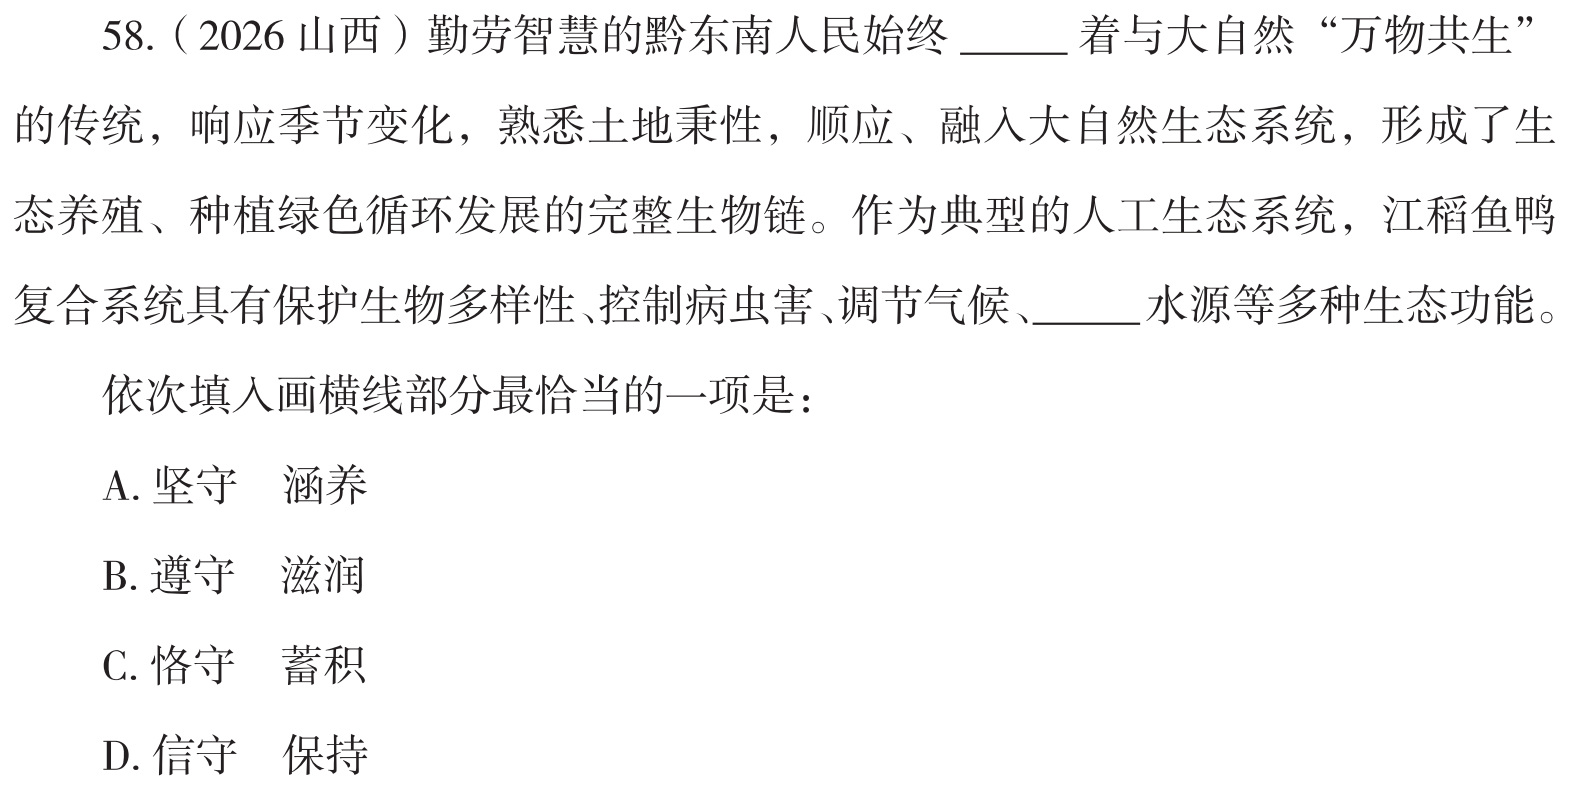 58.（2026 山西）勤劳智慧的黔东南人民始终 _____ 着与大自然“万物共生”
的传统，响应季节变化，熟悉土地秉性，顺应、融入大自然生态系统，形成了生
态养殖、种植绿色循环发展的完整生物链。作为典型的人工生态系统，江稻鱼鸭
复合系统具有保护生物多样性、控制病虫害、调节气候、_____水源等多种生态功能。
依次填入画横线部分最恰当的一项是：
A. 坚守　涵养
B. 遵守　滋润
C. 恪守　蓄积
D. 信守　保持